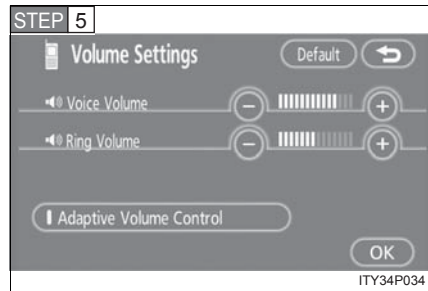 STEP 5
Volume Settings
Default
Voice Volume
Ring Volume
Adaptive Volume Control
OK
ITY34P034